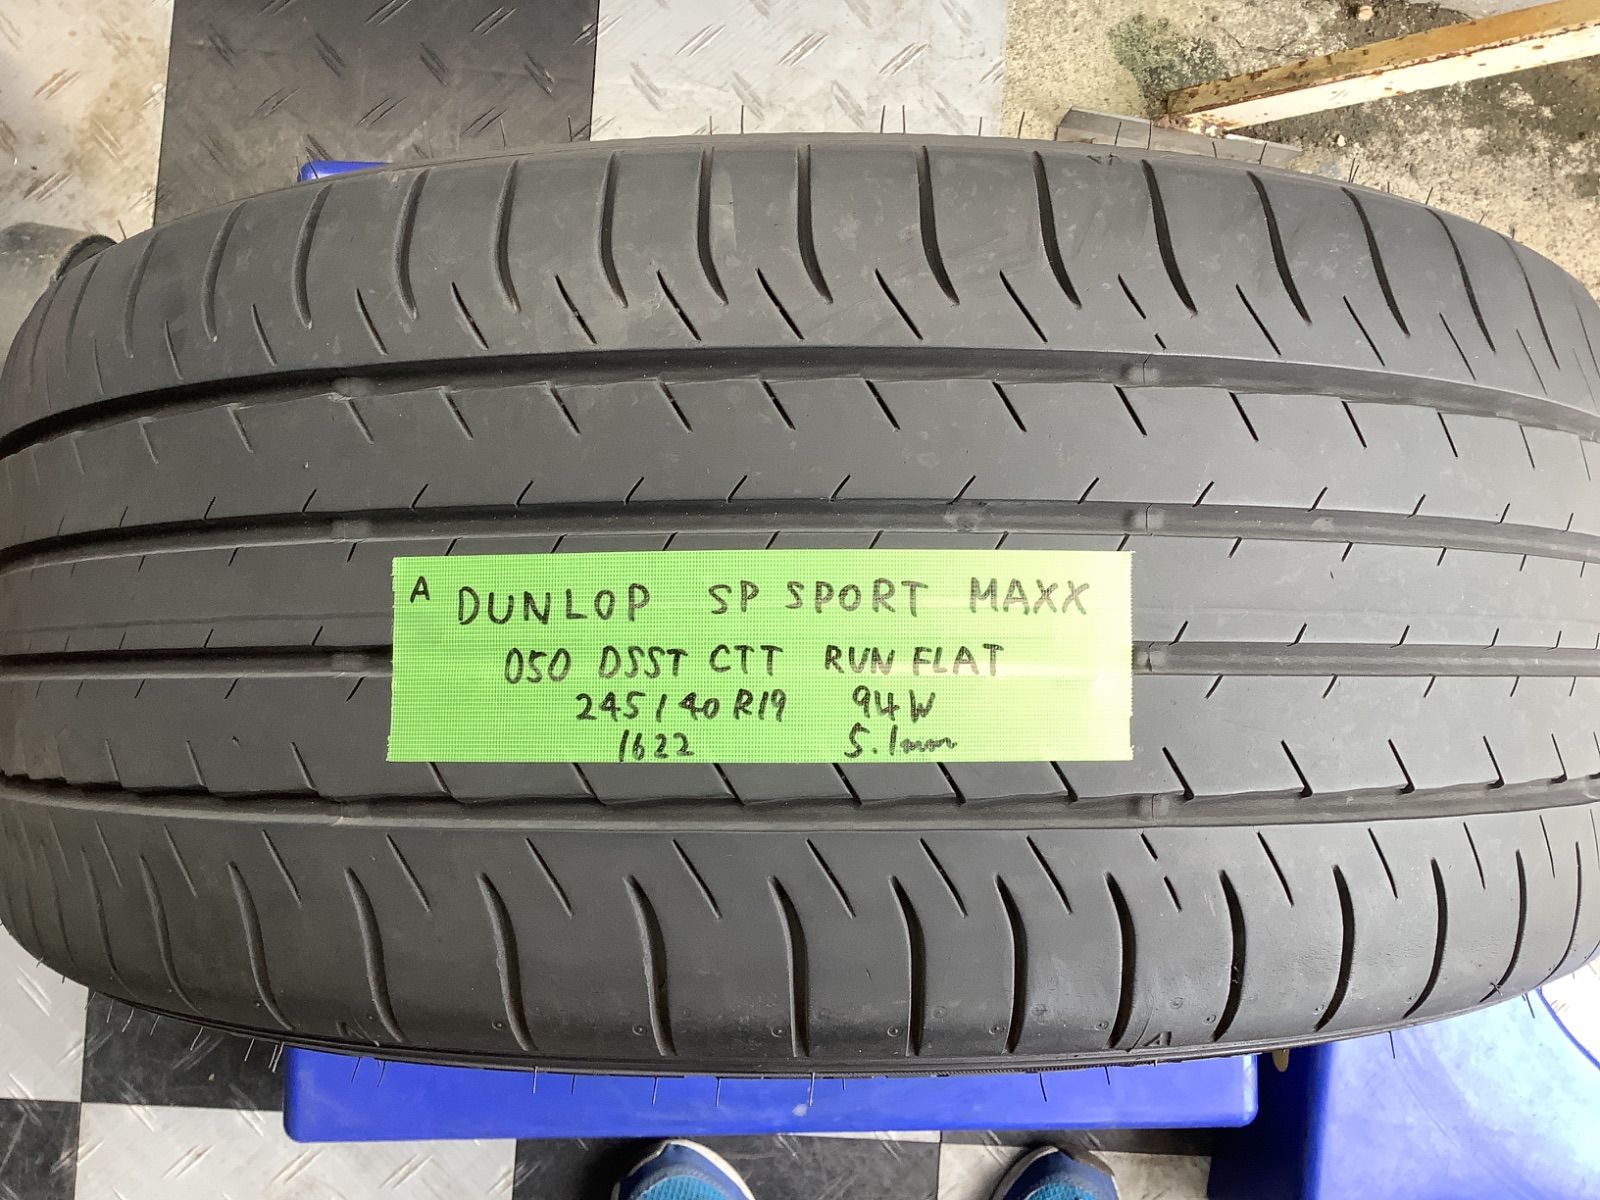 A DUNLOP SP SPORT MAXX
050 DSST CTT RUN FLAT
245/40R19 94W
1622 5.1mm